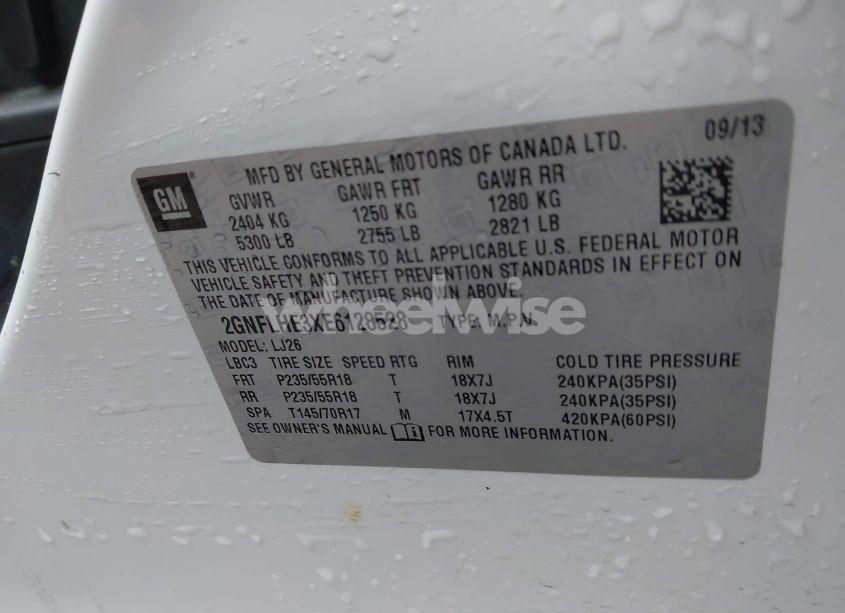 GM
MFD BY GENERAL MOTORS OF CANADA LTD. 09/13
GVWR GAWR FRT GAWR RR
2404 KG 1250 KG 1280 KG
5300 LB 2755 LB 2821 LB
THIS VEHICLE CONFORMS TO ALL APPLICABLE U.S. FEDERAL MOTOR
VEHICLE SAFETY AND THEFT PREVENTION STANDARDS IN EFFECT ON
THE DATE OF MANUFACTURE SHOWN ABOVE.
wheelwise
TYPE: M.P.V.
MODEL: LJ26
LBC3 TIRE SIZE SPEED RTG RIM COLD TIRE PRESSURE
FRT P235/55R18 T 18X7J 240KPA(35PSI)
RR P235/55R18 T 18X7J 240KPA(35PSI)
SPA T145/70R17 M 17X4.5T 420KPA(60PSI)
SEE OWNER'S MANUAL FOR MORE INFORMATION.